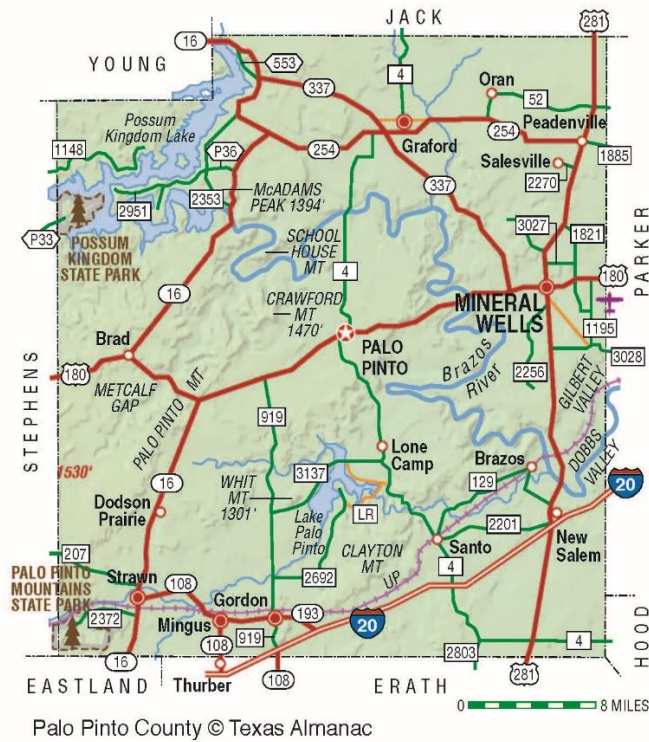 JACK
281
16
YOUNG
553
4
337
Oran
52
Possum
Kingdom Lake
Peadenville
254
Graford
254
1148
P36
Salesville
1885
2270
337
McADAMS
PEAK 1394'
2951
2353
3027
1821
PARKER
P33
SCHOOL
HOUSE
MT
POSSUM
KINGDOM
STATE PARK
4
180
16
CRAWFORD
MT
1470'
MINERAL
WELLS
Brad
PALO
PINTO
1195
3028
180
Brazos
River
2256
GILBERT
VALLEY
METCALF
GAP
PALO PINTO MT
919
STEPHENS
Lone
Camp
Brazos
DOBBS
VALLEY
1530'
3137
WHIT
MT
1301'
129
20
16
LR
Dodson
Prairie
Lake
Palo
Pinto
2201
New
Salem
CLAYTON
MT
Santo
207
UP
4
Strawn
108
2692
PALO PINTO
MOUNTAINS
STATE PARK
Gordon
193
2372
Mingus
20
919
108
4
HOOD
2803
16
Thurber
108
281
EASTLAND
ERATH
0 8 MILES
Palo Pinto County © Texas Almanac